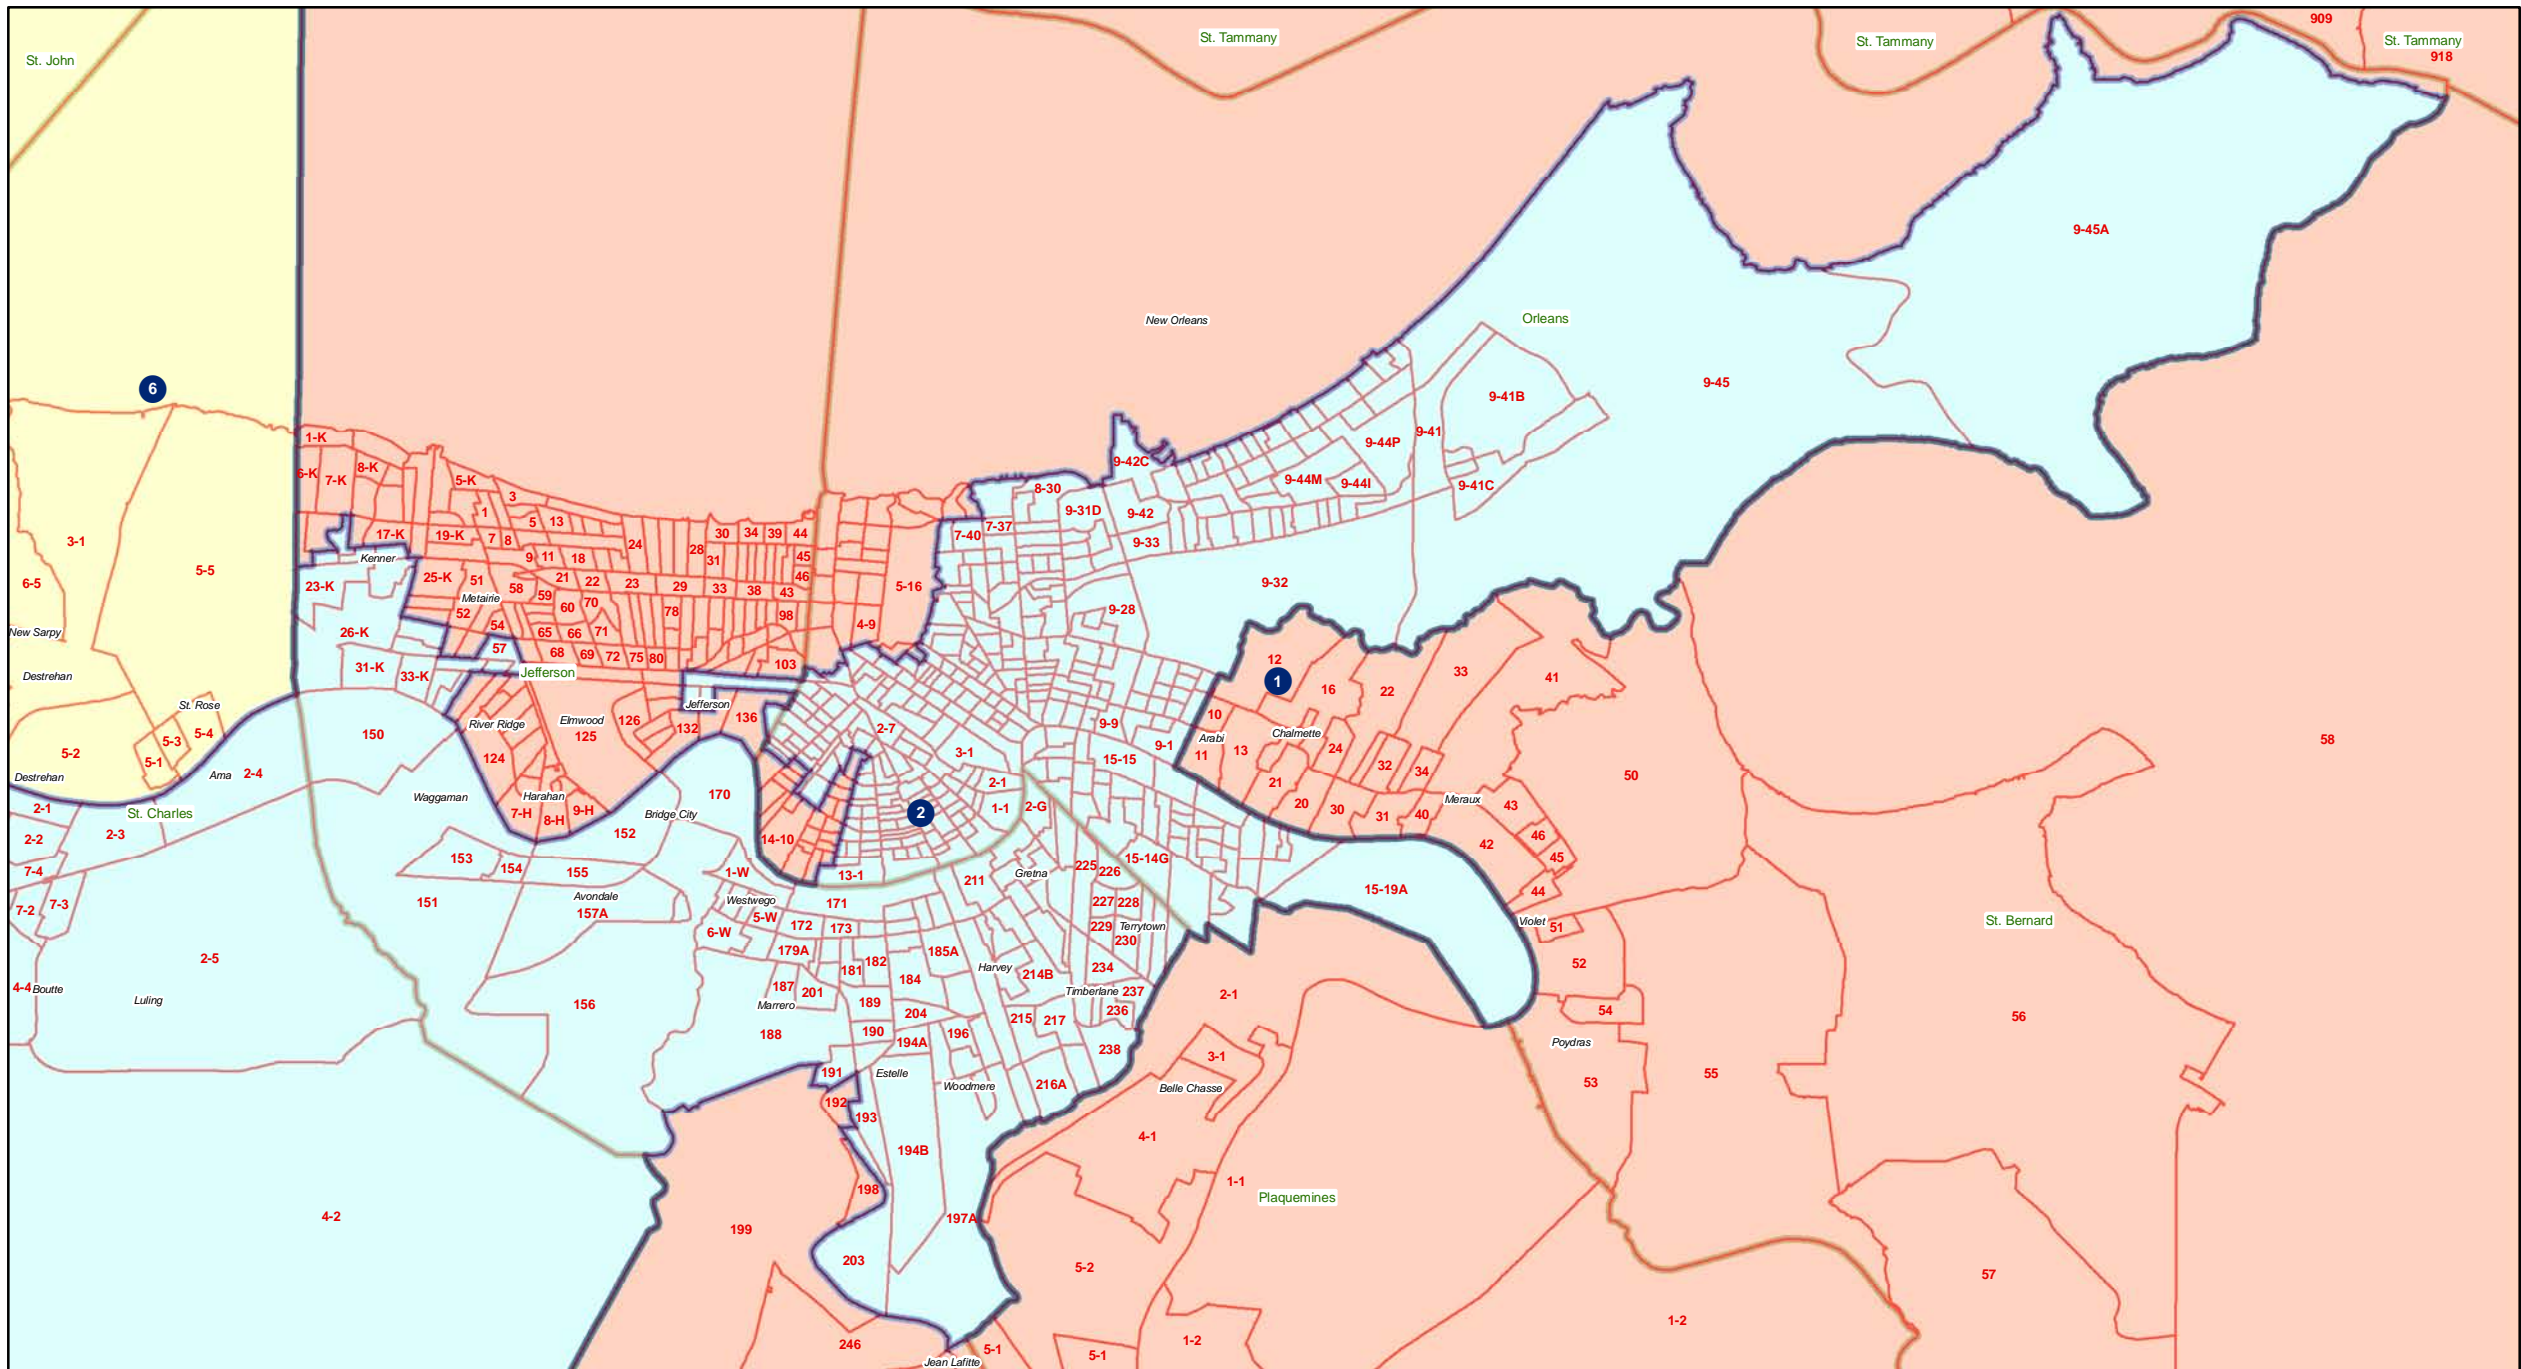 909
St. Tammany
St. Tammany
St. Tammany
918
St. John
9-45A
Orleans
New Orleans
9-45
6
9-41B
9-41
9-44P
1-K
8-K
6-K
7-K
5-K
3
9-42C
9-44M
9-44I
9-41C
8-30
1
5
13
9-31D
9-42
7-37
7-40
17-K
19-K
7
8
24
30
34
39
44
3-1
9-33
Kenner
9
11
18
28
31
45
46
5-5
6-5
23-K
25-K
51
58
21
22
23
29
33
38
43
5-16
9-32
Metairie
59
60
70
52
78
98
9-28
New Sarpy
26-K
54
65
66
71
4-9
57
68
69
72
75
80
103
31-K
33-K
Jefferson
12
1
16
22
33
41
Destrehan
St. Rose
Jefferson
River Ridge
Elmwood
126
132
136
125
2-7
9-9
10
Arabi
11
13
Chalmette
24
58
5-4
5-3
5-2
5-1
150
124
3-1
9-1
15-15
32
34
50
Destrehan
Ama
2-4
2-1
21
20
30
31
40
Meraux
43
Waggaman
Harahan
7-H
8-H
9-H
170
Bridge City
2
1-1
2-G
2-1
St. Charles
2-3
2-2
152
14-10
46
42
45
44
153
154
155
1-W
13-1
211
Gretna
225
226
15-14G
15-19A
7-4
7-2
7-3
151
Avondale
157A
Westwego
5-W
171
227
228
Violet
51
St. Bernard
6-W
172
173
229
230
Terrytown
179A
185A
182
181
184
Harvey
214B
234
52
2-5
4-4
Boutte
Luling
156
187
201
Marrero
189
Timberlane
237
236
2-1
54
188
204
190
194A
196
215
217
238
56
Poydras
3-1
53
55
191
Estelle
Woodmere
216A
Belle Chasse
192
193
4-1
194B
198
1-1
Plaquemines
4-2
199
197A
203
5-2
57
246
1-2
1-2
5-1
5-1
Jean Lafitte